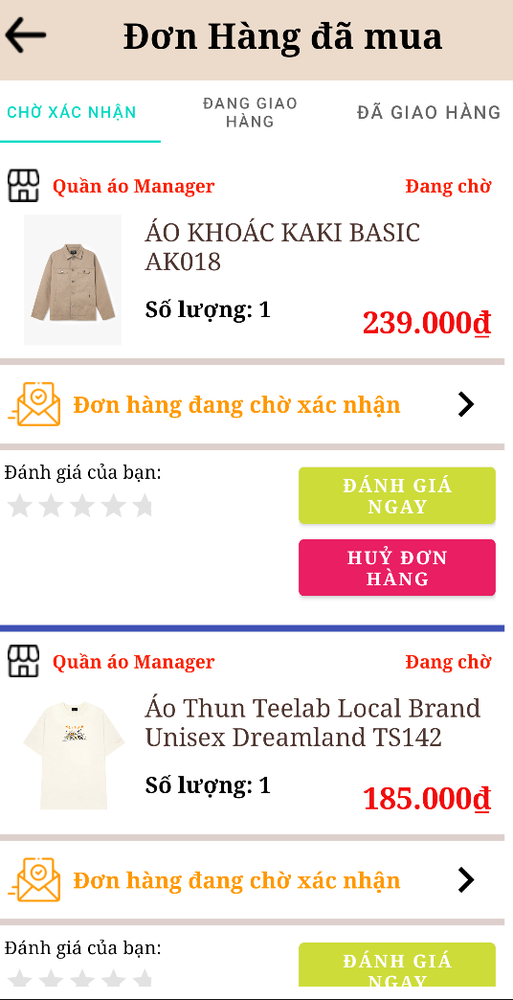 Đơn Hàng đã mua
CHỜ XÁC NHẬN
ĐANG GIAO
HÀNG
ĐÃ GIAO HÀNG
Quần áo Manager
Đang chờ
ÁO KHOÁC KAKI BASIC
AK018
Số lượng: 1
239.000₫
Đơn hàng đang chờ xác nhận
Đánh giá của bạn:
ĐÁNH GIÁ
NGAY
HUỶ ĐƠN
HÀNG
Quần áo Manager
Đang chờ
Áo Thun Teelab Local Brand
Unisex Dreamland TS142
Số lượng: 1
185.000₫
Đơn hàng đang chờ xác nhận
Đánh giá của bạn:
ĐÁNH GIÁ
NGAY